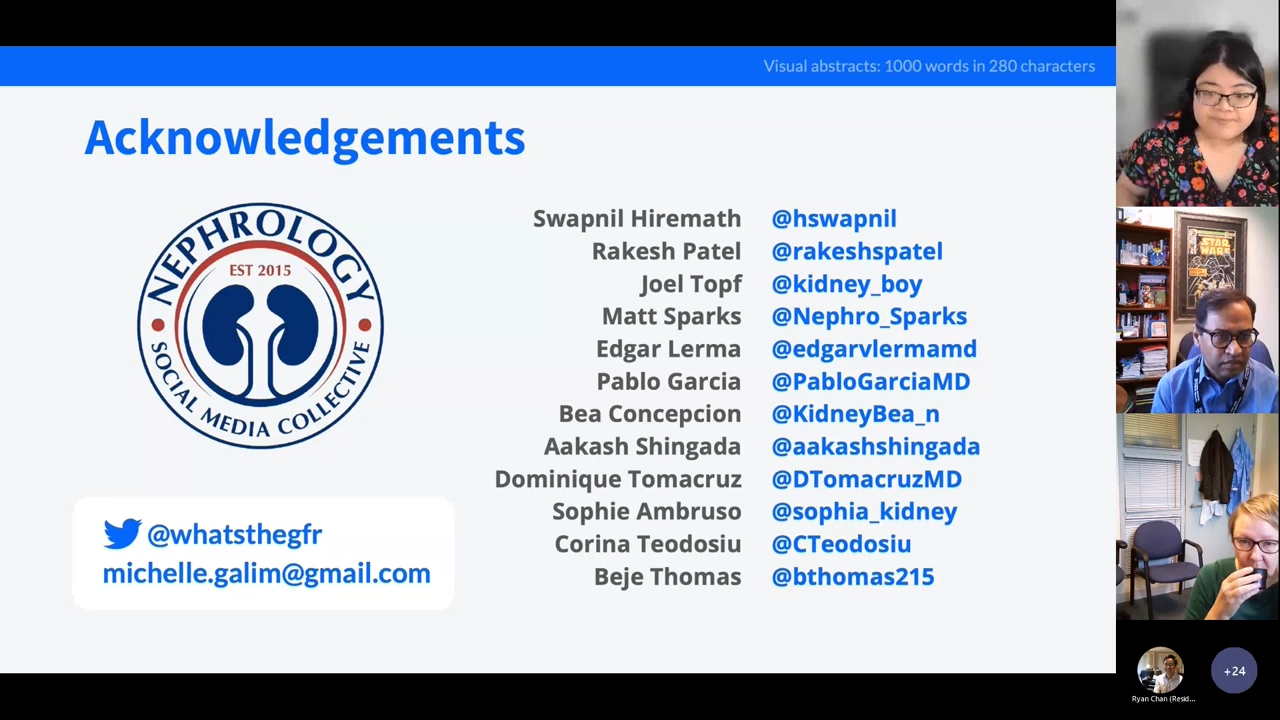 Visual abstracts: 1000 words in 280 characters
Acknowledgements
NEPHROLOGY
EST 2015
SOCIAL MEDIA COLLECTIVE
@whatsthegfr
michelle.galim@gmail.com
Swapnil Hiremath @hswapnil
Rakesh Patel @rakeshspatel
Joel Topf @kidney_boy
Matt Sparks @Nephro_Sparks
Edgar Lerma @edgarvlermamd
Pablo Garcia @PabloGarciaMD
Bea Concepcion @KidneyBea_n
Aakash Shingada @aakashshingada
Dominique Tomacruz @DTomacruzMD
Sophie Ambruso @sophia_kidney
Corina Teodosiu @CTeodosiu
Beje Thomas @bthomas215
STAR WARS
Ryan Chan (Resid...
+24